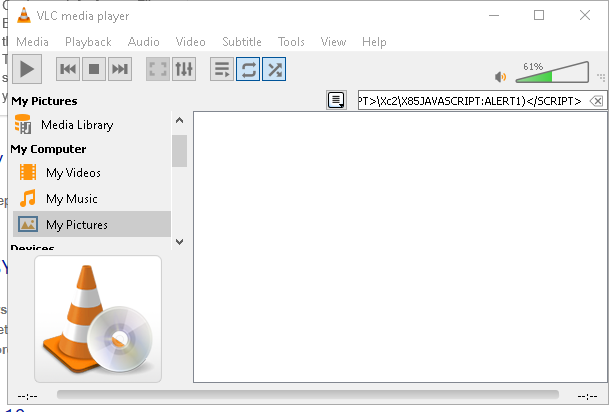 VLC media player
Media Playback Audio Video Subtitle Tools View Help
61%
My Pictures
PT>\Xc2\X85JAVASCRIPT:ALERT1)</SCRIPT>
Media Library
My Computer
My Videos
My Music
My Pictures
Devices
--:-- --:--